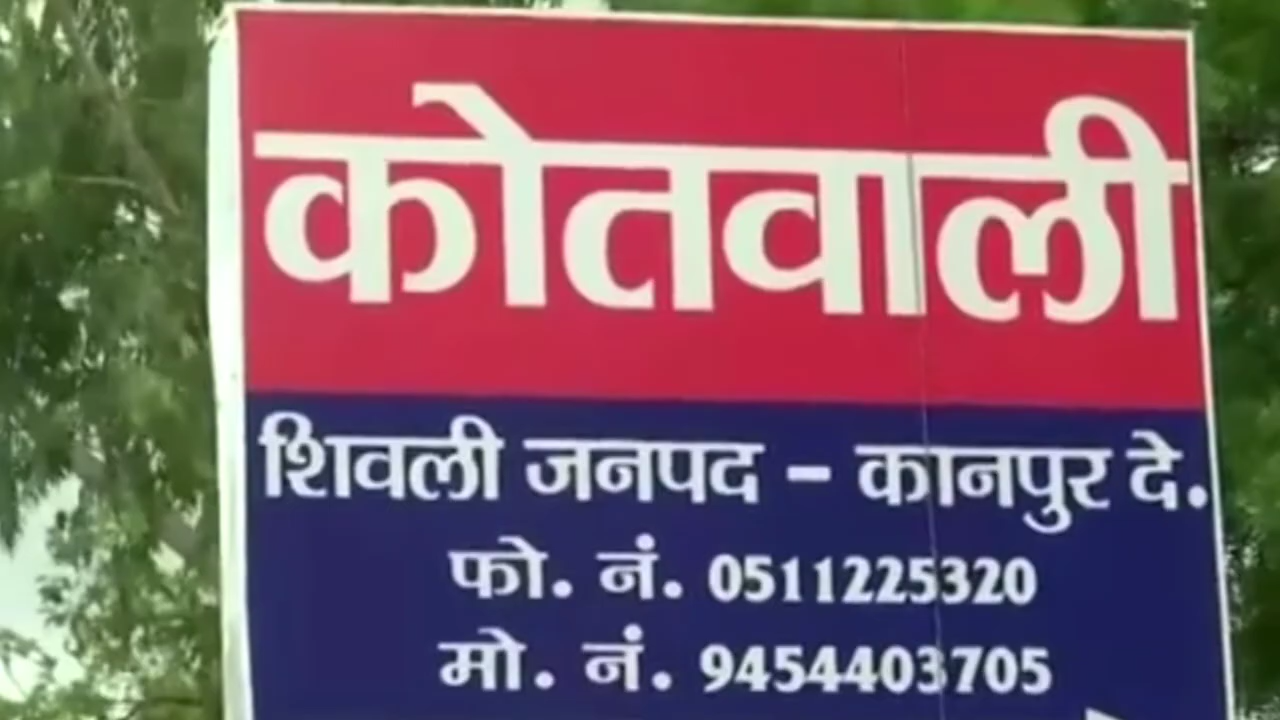 कोतवाली
शिवली जनपद - कानपुर दे.
फो. नं. 0511225320
मो. नं. 9454403705